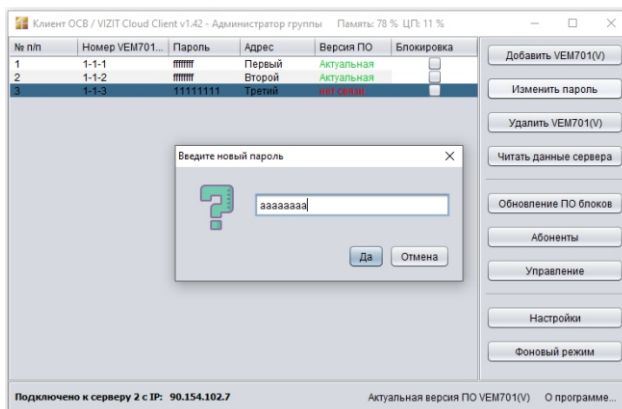 Клиент ОСВ / VIZIT Cloud Client v1.42 - Администратор группы Память: 78 % ЦП: 11 %
№ п/п Номер VEM701... Пароль Адрес Версия ПО Блокировка
1 1-1-1 ffffffff Первый Актуальная
2 1-1-2 ffffffff Второй Актуальная
3 1-1-3 11111111 Третий нет связи
Добавить VEM701(V)
Изменить пароль
Удалить VEM701(V)
Читать данные сервера
Обновление ПО блоков
Абоненты
Управление
Настройки
Фоновый режим
Введите новый пароль
aaaaaaaa
Да Отмена
Подключено к серверу 2 с IP: 90.154.102.7 Актуальная версия ПО VEM701(V) О программе...